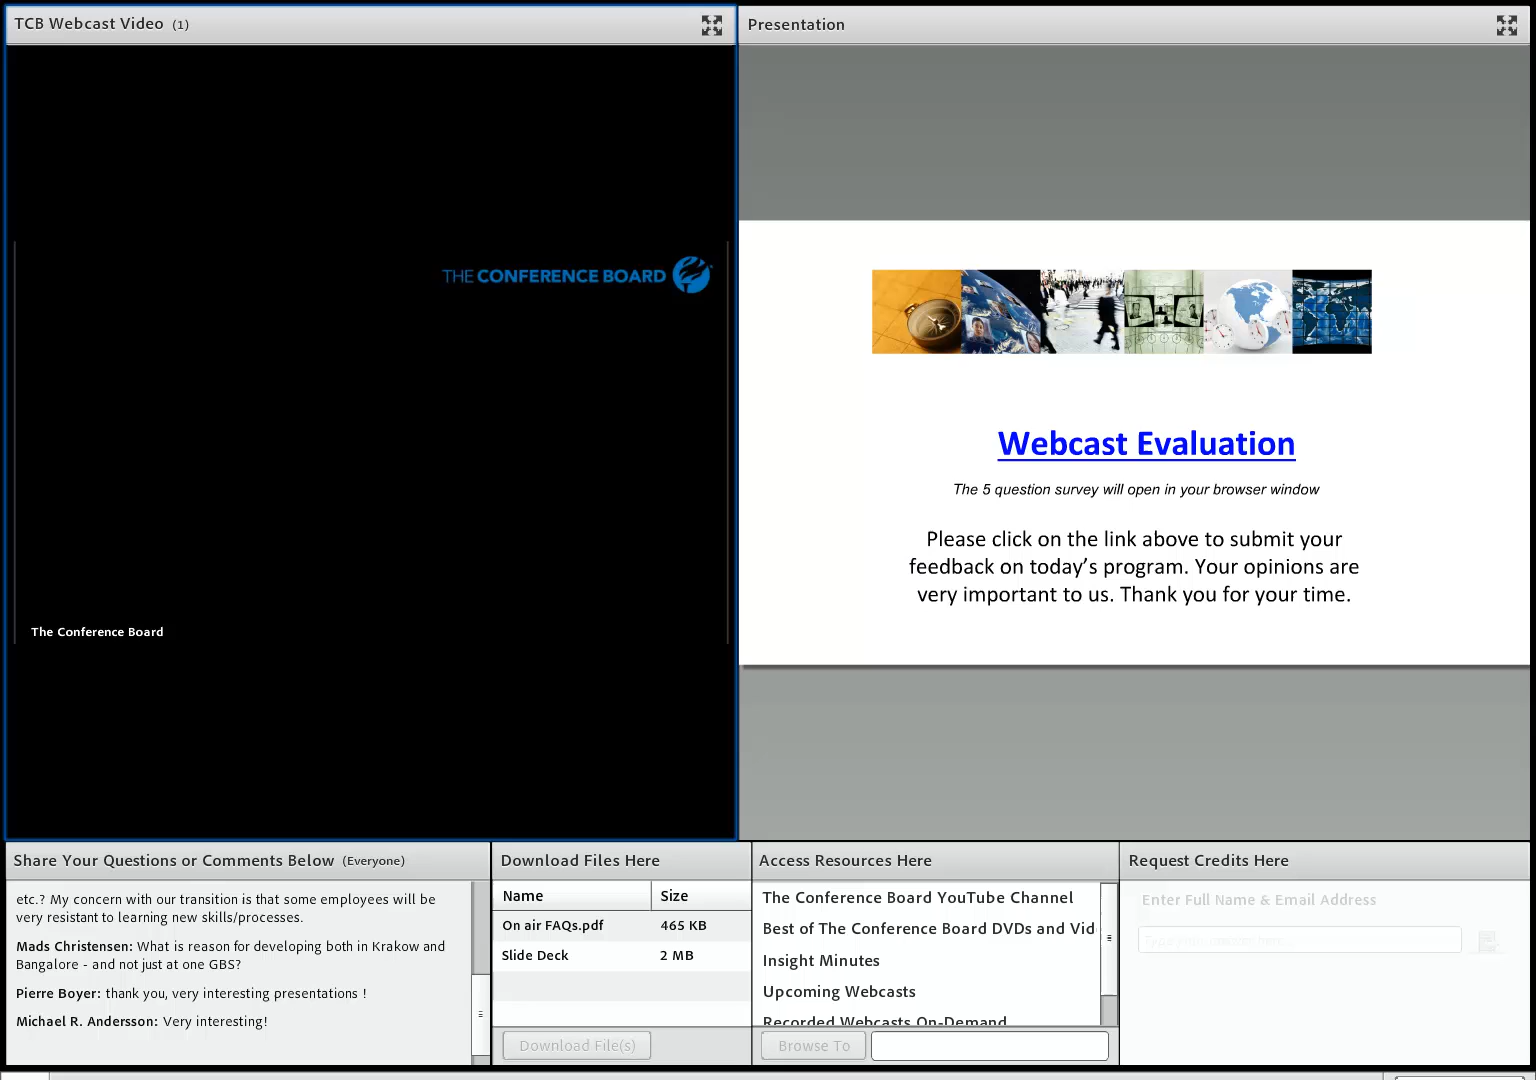 TCB Webcast Video (1)
Presentation
THE CONFERENCE BOARD
The Conference Board
Webcast Evaluation
The 5 question survey will open in your browser window
Please click on the link above to submit your
feedback on today's program. Your opinions are
very important to us. Thank you for your time.
Share Your Questions or Comments Below (Everyone)
etc.? My concern with our transition is that some employees will be
very resistant to learning new skills/processes.
Mads Christensen: What is reason for developing both in Krakow and
Bangalore - and not just at one GBS?
Pierre Boyer: thank you, very interesting presentations !
Michael R. Andersson: Very interesting!
Download Files Here
Name Size
On air FAQs.pdf 465 KB
Slide Deck 2 MB
Download File(s)
Access Resources Here
The Conference Board YouTube Channel
Best of The Conference Board DVDs and Vid
Insight Minutes
Upcoming Webcasts
Recorded Webcasts On-Demand
Browse To
Request Credits Here
Enter Full Name & Email Address